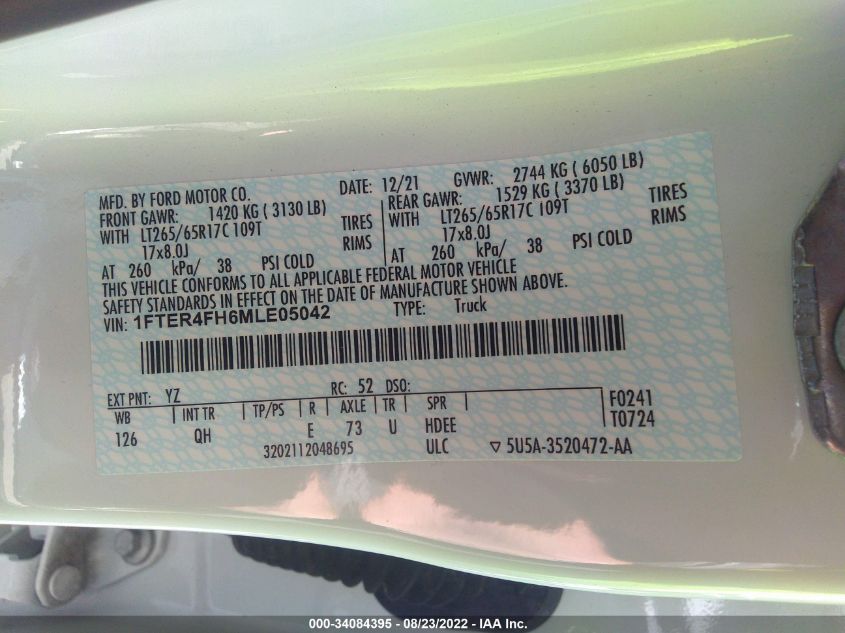 MFD. BY FORD MOTOR CO. DATE: 12/21 GVWR: 2744 KG ( 6050 LB)
FRONT GAWR: 1420 KG ( 3130 LB) REAR GAWR: 1529 KG ( 3370 LB)
WITH LT265/65R17C 109T TIRES WITH LT265/65R17C 109T TIRES
17x8.0J RIMS 17x8.0J RIMS
AT 260 kPa/ 38 PSI COLD AT 260 kPa/ 38 PSI COLD
THIS VEHICLE CONFORMS TO ALL APPLICABLE FEDERAL MOTOR VEHICLE
SAFETY STANDARDS IN EFFECT ON THE DATE OF MANUFACTURE SHOWN ABOVE.
VIN: 1FTER4FH6MLE05042 TYPE: Truck
EXT PNT: YZ RC: 52 DSO:
WB INT TR TP/PS R AXLE TR SPR F0241
126 QH E 73 U HDEE T0724
3202112048695 ULC ▽ 5U5A-3520472-AA
000-34084395 - 08/23/2022 - IAA Inc.